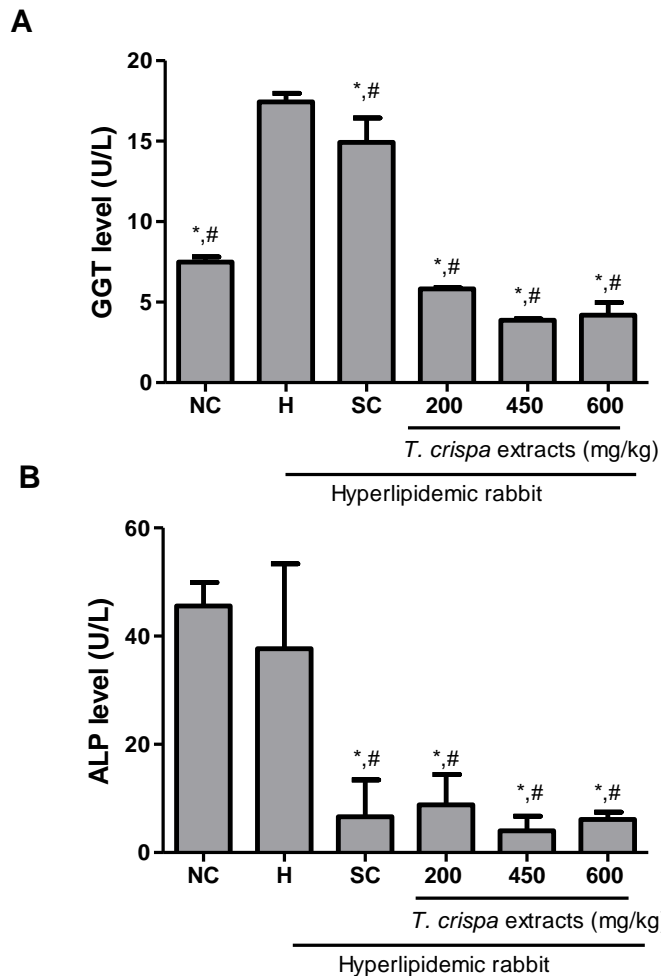 A
20
15
10
5
0
GGT level (U/L)
*,#
*,#
*,#
*,#
*,#
NC H SC 200 450 600
T. crispa extracts (mg/kg)
Hyperlipidemic rabbit
B
60
40
20
0
ALP level (U/L)
*,#
*,#
*,#
*,#
NC H SC 200 450 600
T. crispa extracts (mg/kg
Hyperlipidemic rabbit